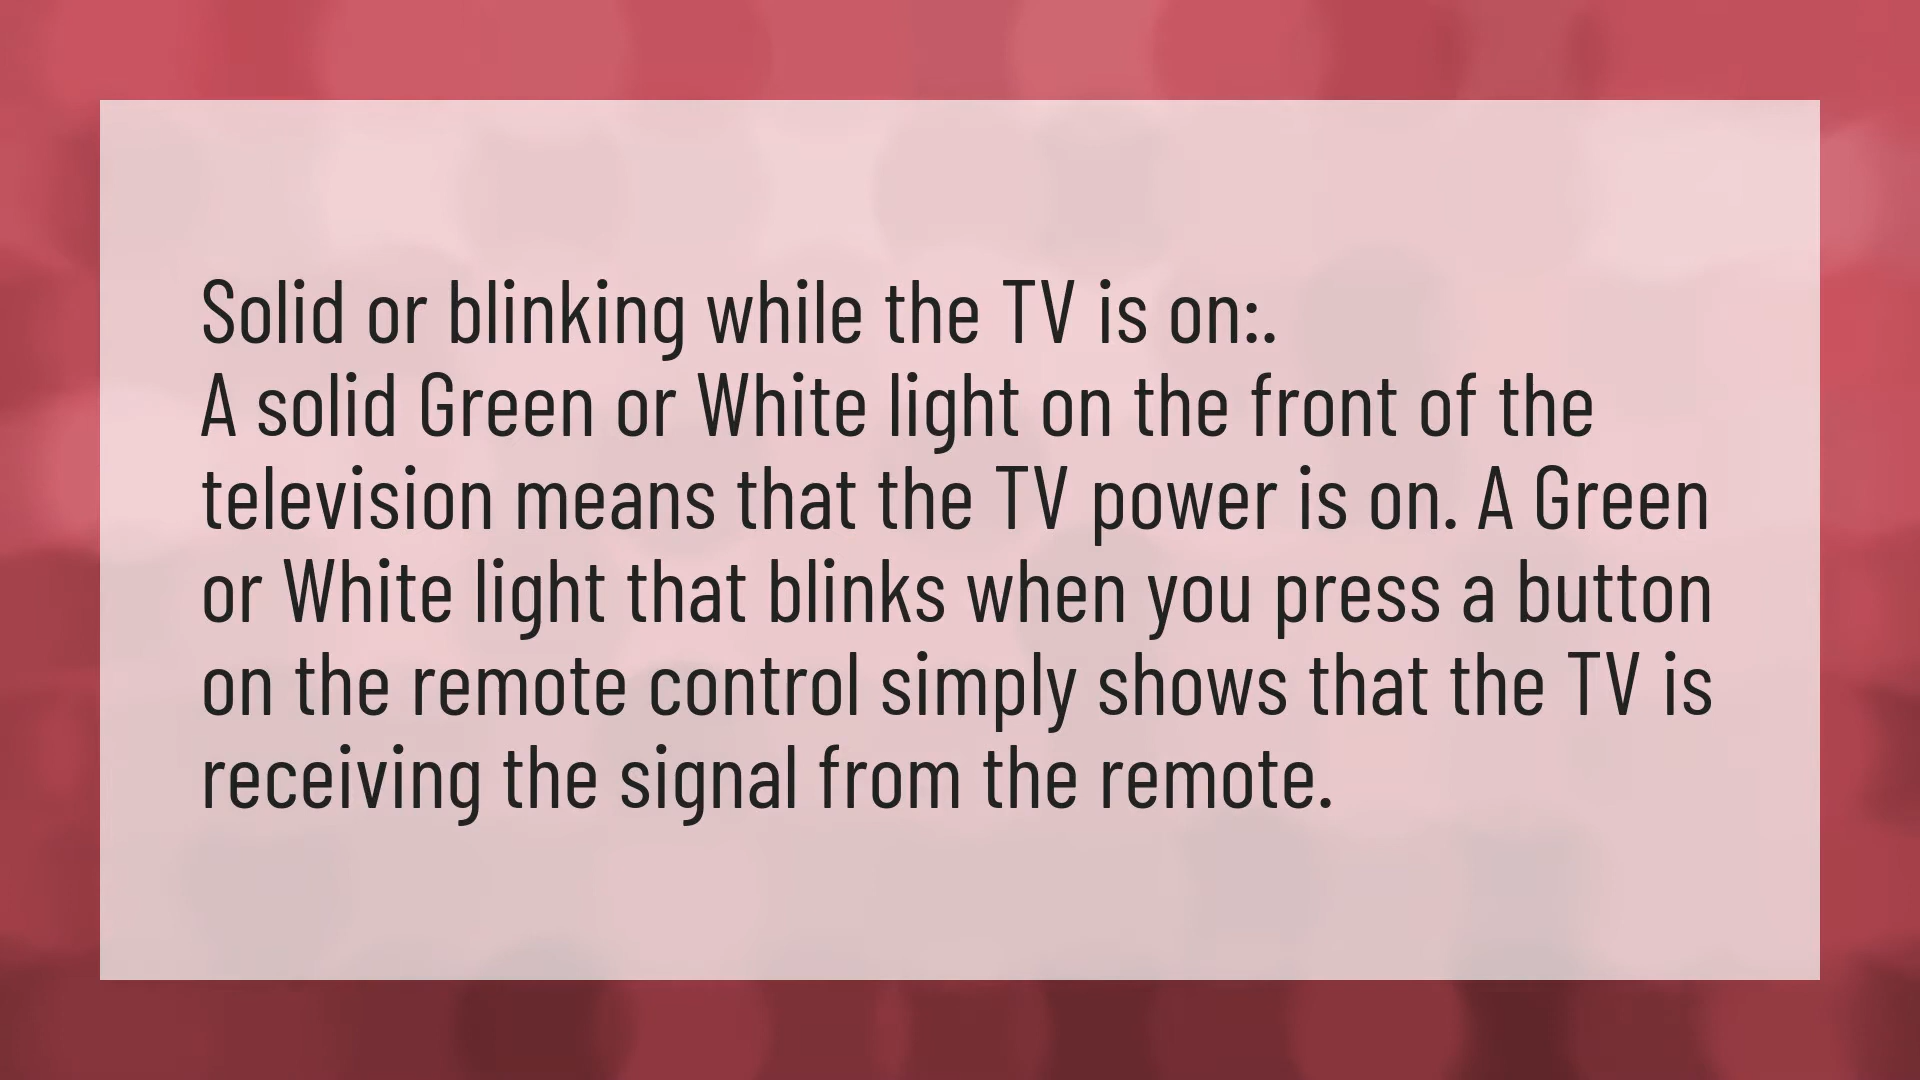 Solid or blinking while the TV is on:.
A solid Green or White light on the front of the
television means that the TV power is on. A Green
or White light that blinks when you press a button
on the remote control simply shows that the TV is
receiving the signal from the remote.